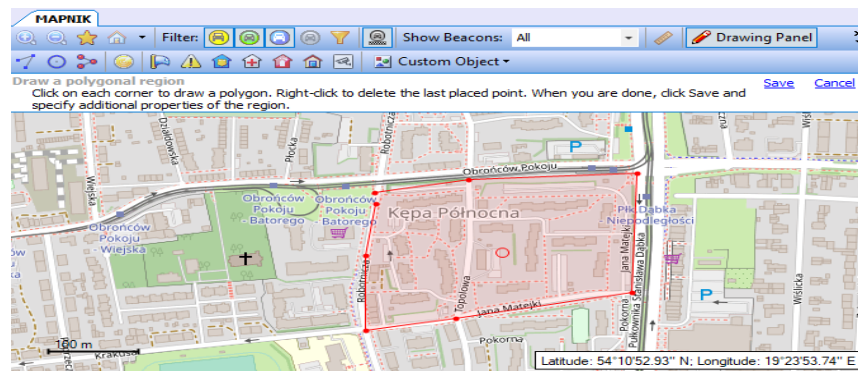 MAPNIK
Filter: Show Beacons: All Drawing Panel
Custom Object
Draw a polygonal region Save Cancel
Click on each corner to draw a polygon. Right-click to delete the last placed point. When you are done, click Save and
specify additional properties of the region.
Działdowska
Płocka
Robotnicza
P
Wiejska
Obrońców Pokoju
Obrońców
Pokoju
- Batorego
Obrońców
Pokoju
- Batorego
Kępa Północna
Płk. Dąbka
Niepodległości
Obrońców
Pokoju
- Wiejska
Robotnicza
Topolowa
Jana Matejki
Pułkownika Stanisława Dąbka
Wiślicka
P
Jana Matejki
Pokorna
Pokorna
100 m
Krakusa
Latitude: 54°10'52.93" N; Longitude: 19°23'53.74" E